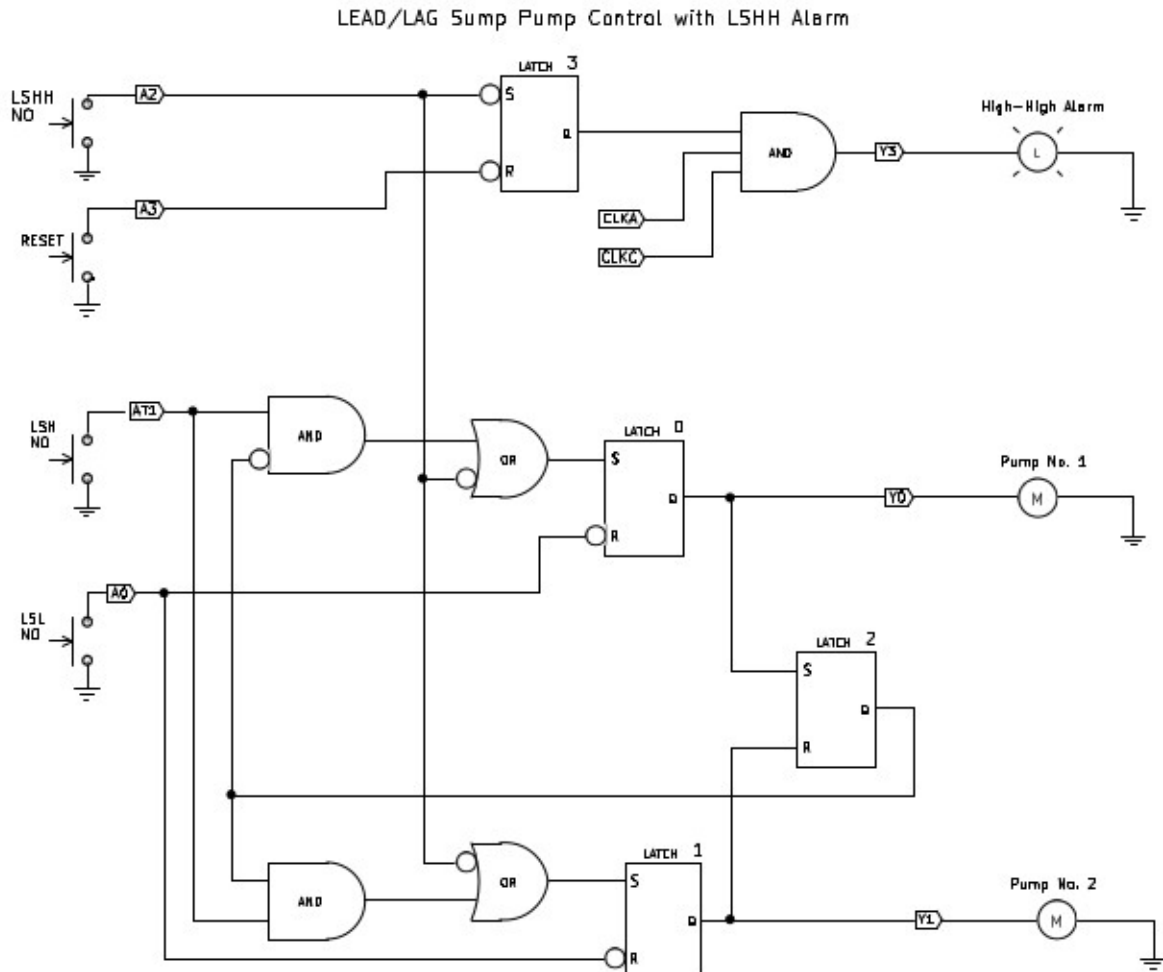 LEAD/LAG Sump Pump Control with LSHH Alarm
LSHH
NO
A2
LATCH 3
S
Q
R
AND
Y3
High-High Alarm
L
A3
RESET
CLKA
CLKC
LSH
NO
AT1
AND
OR
LATCH 0
S
Q
R
Y0
Pump No. 1
M
LSL
NO
A0
LATCH 2
S
Q
R
AND
OR
LATCH 1
S
Q
R
Y1
Pump No. 2
M